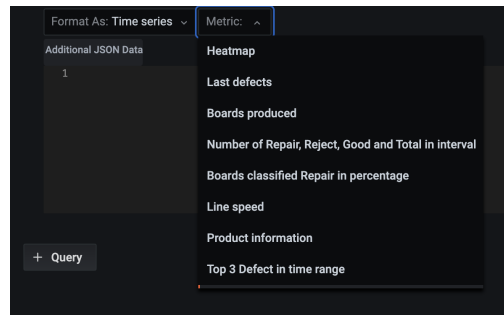 Format As: Time series Metric:
Additional JSON Data
1
Heatmap
Last defects
Boards produced
Number of Repair, Reject, Good and Total in interval
Boards classified Repair in percentage
Line speed
Product information
+ Query
Top 3 Defect in time range